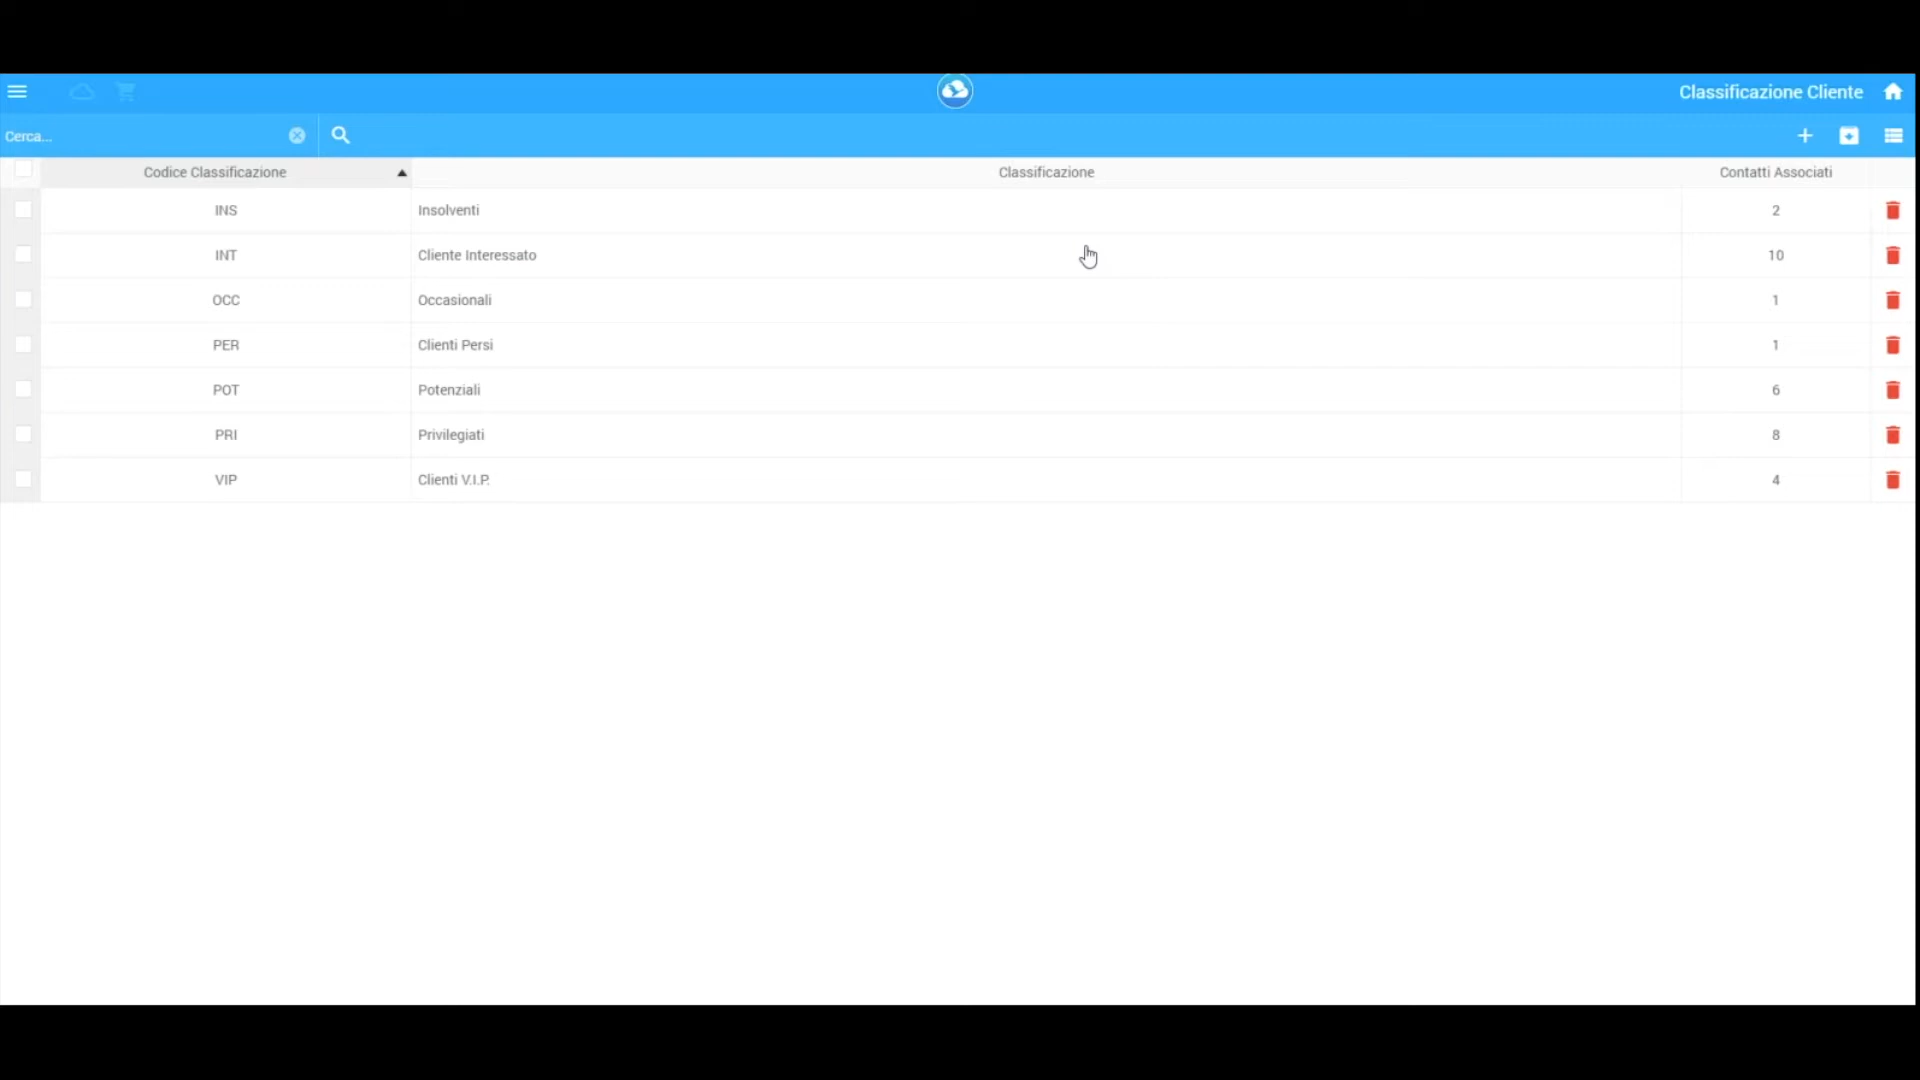 Classificazione Cliente
Cerca...
Codice Classificazione Classificazione Contatti Associati
INS Insolventi 2
INT Cliente Interessato 10
OCC Occasionali 1
PER Clienti Persi 1
POT Potenziali 6
PRI Privilegiati 8
VIP Clienti V.I.P. 4